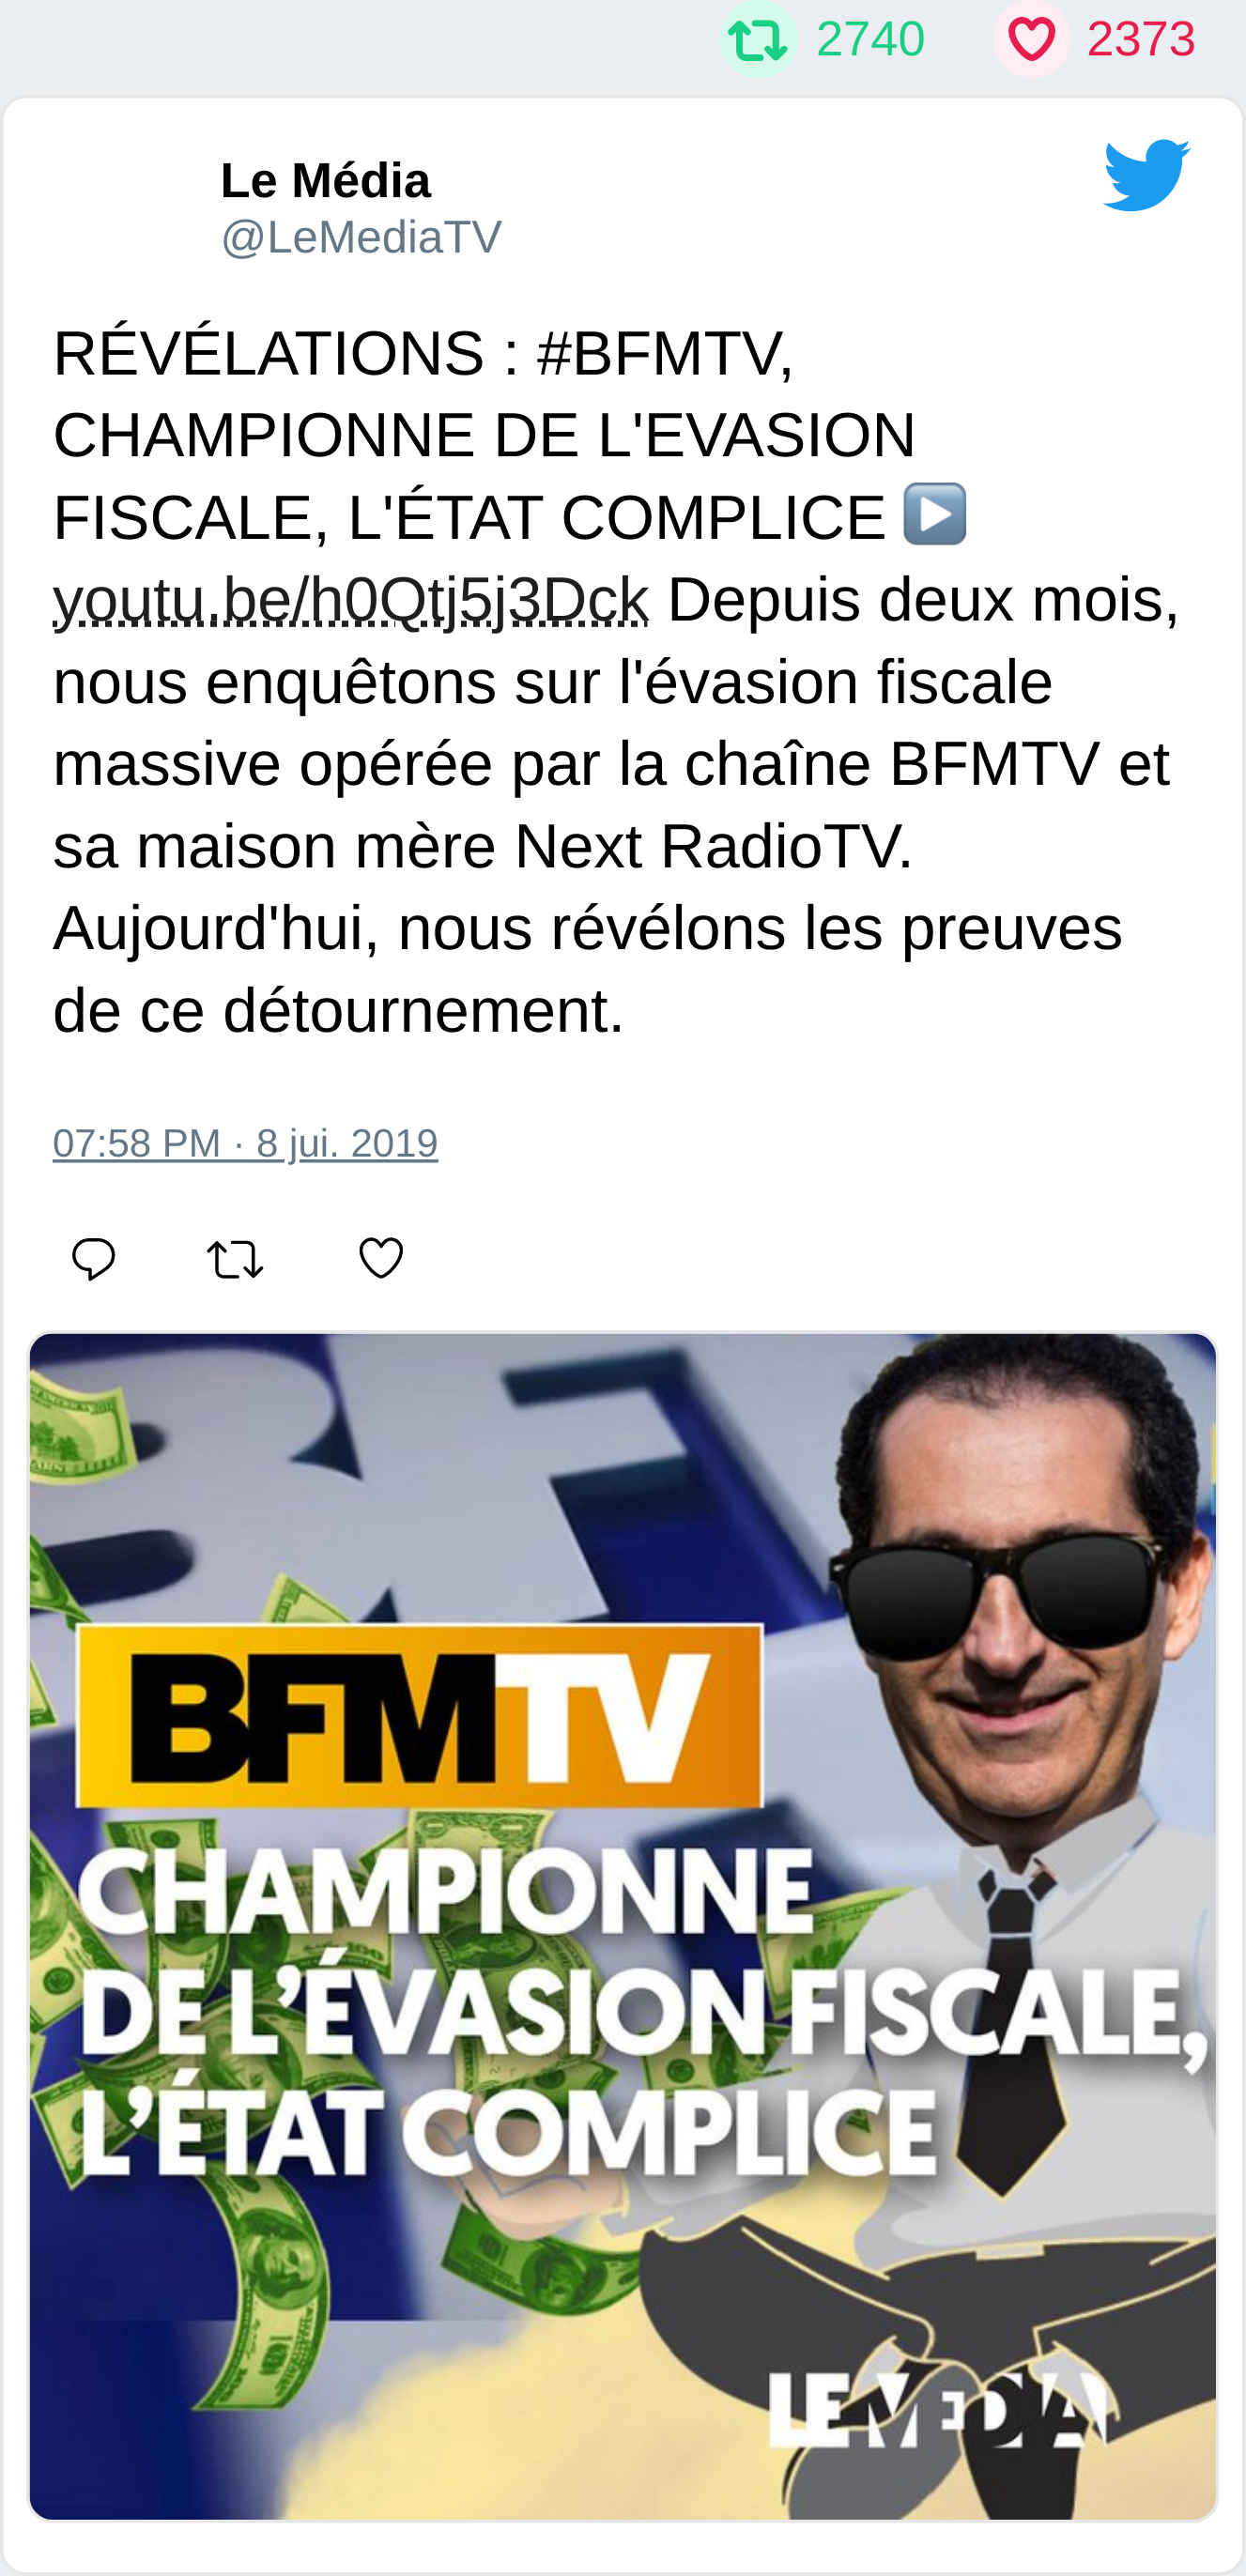 2740 2373
Le Média
@LeMediaTV
RÉVÉLATIONS : #BFMTV,
CHAMPIONNE DE L'EVASION
FISCALE, L'ÉTAT COMPLICE ▶️
youtu.be/h0Qtj5j3Dck Depuis deux mois,
nous enquêtons sur l'évasion fiscale
massive opérée par la chaîne BFMTV et
sa maison mère Next RadioTV.
Aujourd'hui, nous révélons les preuves
de ce détournement.
07:58 PM · 8 jui. 2019
BFMTV
CHAMPIONNE
DE L’ÉVASION FISCALE,
L’ÉTAT COMPLICE
LE MEDIA